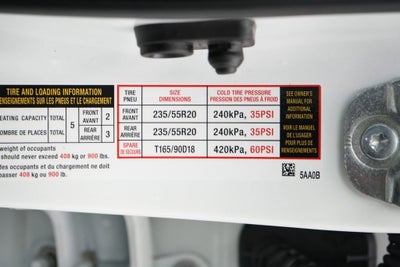 TIRE AND LOADING INFORMATION
RENSEIGNEMENTS SUR LES PNEUS ET LE CHARGEMENT
SEATING CAPACITY TOTAL 5 FRONT AVANT 2
NOMBRE DE PLACES TOTAL REAR ARRIÈRE 3
weight of occupants
should never exceed 408 kg or 900 lbs.
des occupants et du chargement ne doit
passer 408 kg or 900 lbs.
TIRE PNEU SIZE DIMENSIONS COLD TIRE PRESSURE PRESSION DES PNEUS À FROID
FRONT AVANT 235/55R20 240kPa, 35PSI
REAR ARRIÈRE 235/55R20 240kPa, 35PSI
SPARE DE SECOURS T165/90D18 420kPa, 60PSI
SEE OWNER'S
MANUAL FOR
ADDITIONAL
INFORMATION
VOIR LE MANUEL
DE L'USAGER
POUR PLUS DE
RENSEIGNEMENTS
5AA0B